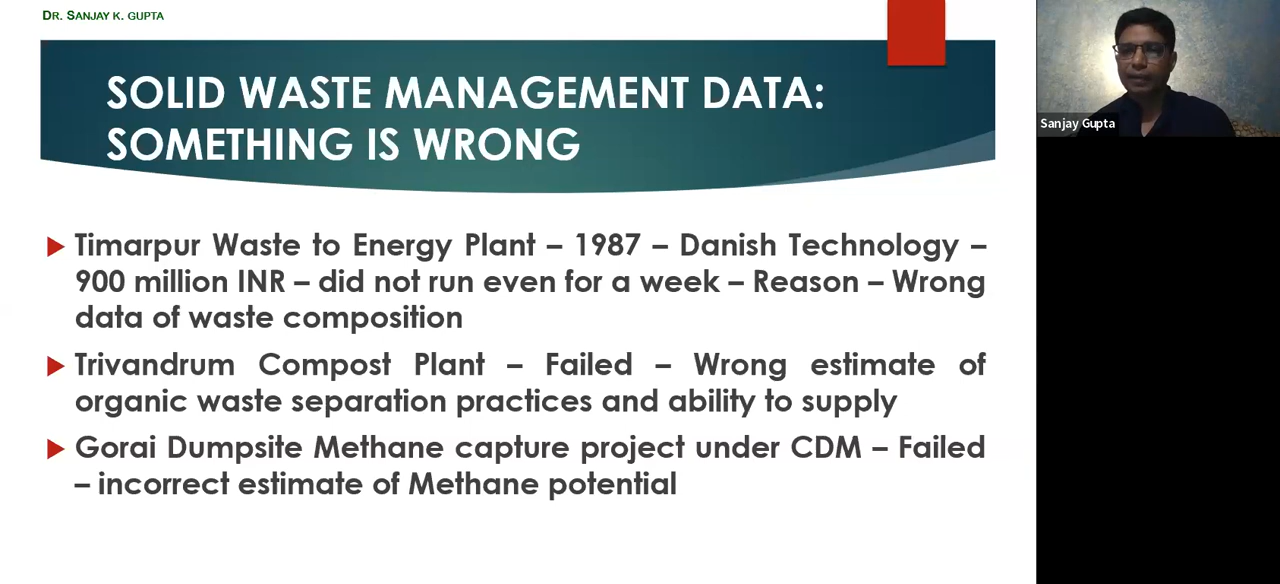 DR. SANJAY K. GUPTA
SOLID WASTE MANAGEMENT DATA:
SOMETHING IS WRONG
Timarpur Waste to Energy Plant – 1987 – Danish Technology –
900 million INR – did not run even for a week – Reason – Wrong
data of waste composition
Trivandrum Compost Plant – Failed – Wrong estimate of
organic waste separation practices and ability to supply
Gorai Dumpsite Methane capture project under CDM – Failed
– incorrect estimate of Methane potential
Sanjay Gupta